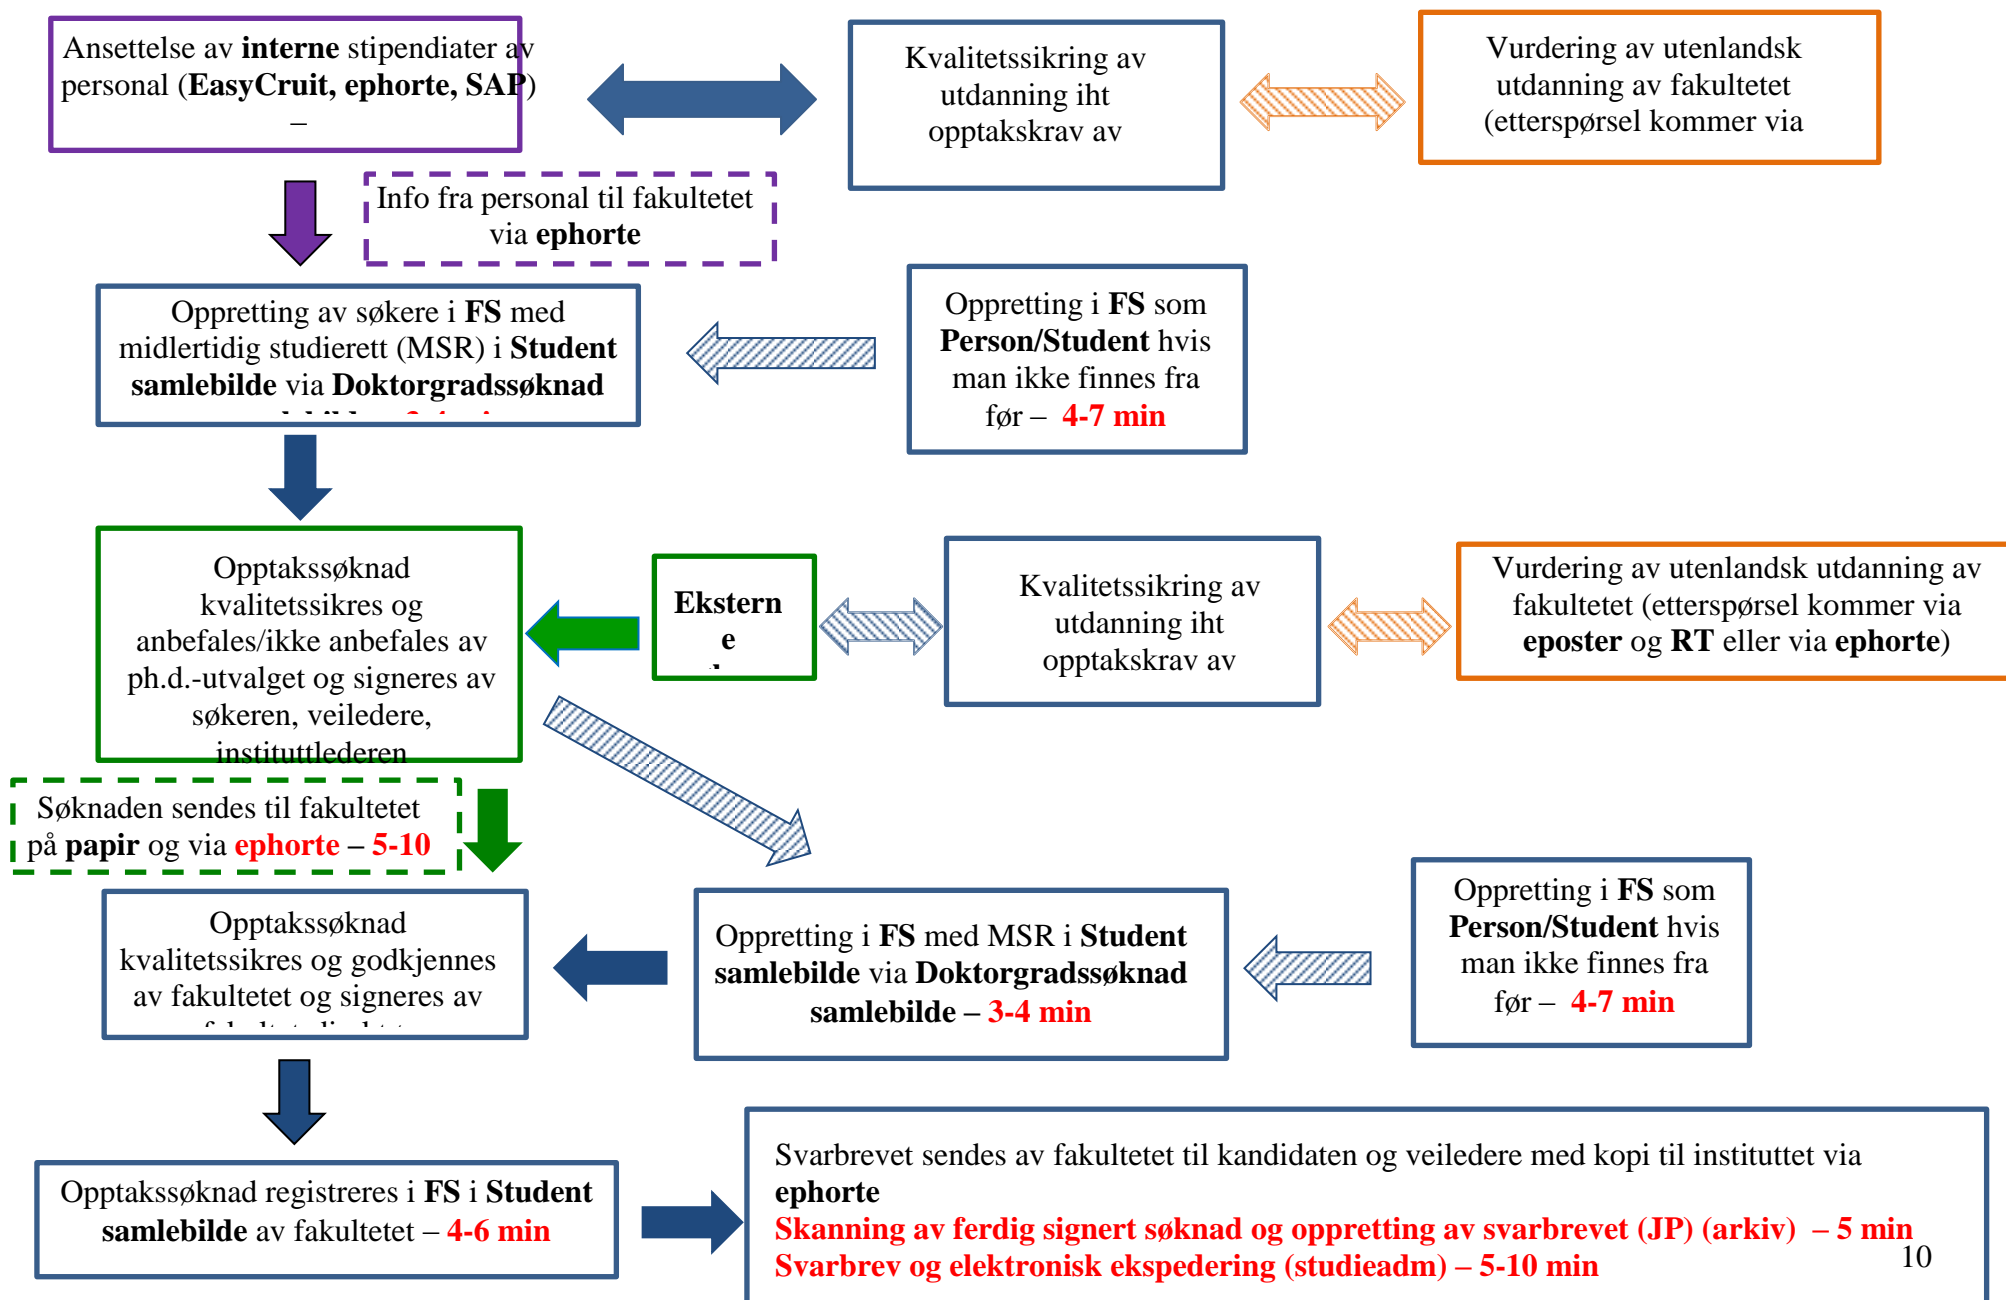 Ansettelse av interne stipendiater av
personal (EasyCruit, ephorte, SAP)
–
Kvalitetssikring av
utdanning iht
opptakskrav av
Vurdering av utenlandsk
utdanning av fakultetet
(etterspørsel kommer via
Info fra personal til fakultetet
via ephorte
Oppretting av søkere i FS med
midlertidig studierett (MSR) i Student
samlebilde via Doktorgradssøknad
Oppretting i FS som
Person/Student hvis
man ikke finnes fra
før – 4-7 min
Opptakssøknad
kvalitetssikres og
anbefales/ikke anbefales av
ph.d.-utvalget og signeres av
søkeren, veiledere,
instituttlederen
Ekstern
e
Kvalitetssikring av
utdanning iht
opptakskrav av
Vurdering av utenlandsk utdanning av
fakultetet (etterspørsel kommer via
eposter og RT eller via ephorte)
Søknaden sendes til fakultetet
på papir og via ephorte – 5-10
Opptakssøknad
kvalitetssikres og godkjennes
av fakultetet og signeres av
Oppretting i FS med MSR i Student
samlebilde via Doktorgradssøknad
samlebilde – 3-4 min
Oppretting i FS som
Person/Student hvis
man ikke finnes fra
før – 4-7 min
Opptakssøknad registreres i FS i Student
samlebilde av fakultetet – 4-6 min
Svarbrevet sendes av fakultetet til kandidaten og veiledere med kopi til instituttet via
ephorte
Skanning av ferdig signert søknad og oppretting av svarbrevet (JP) (arkiv) – 5 min
Svarbrev og elektronisk ekspedering (studieadm) – 5-10 min
10